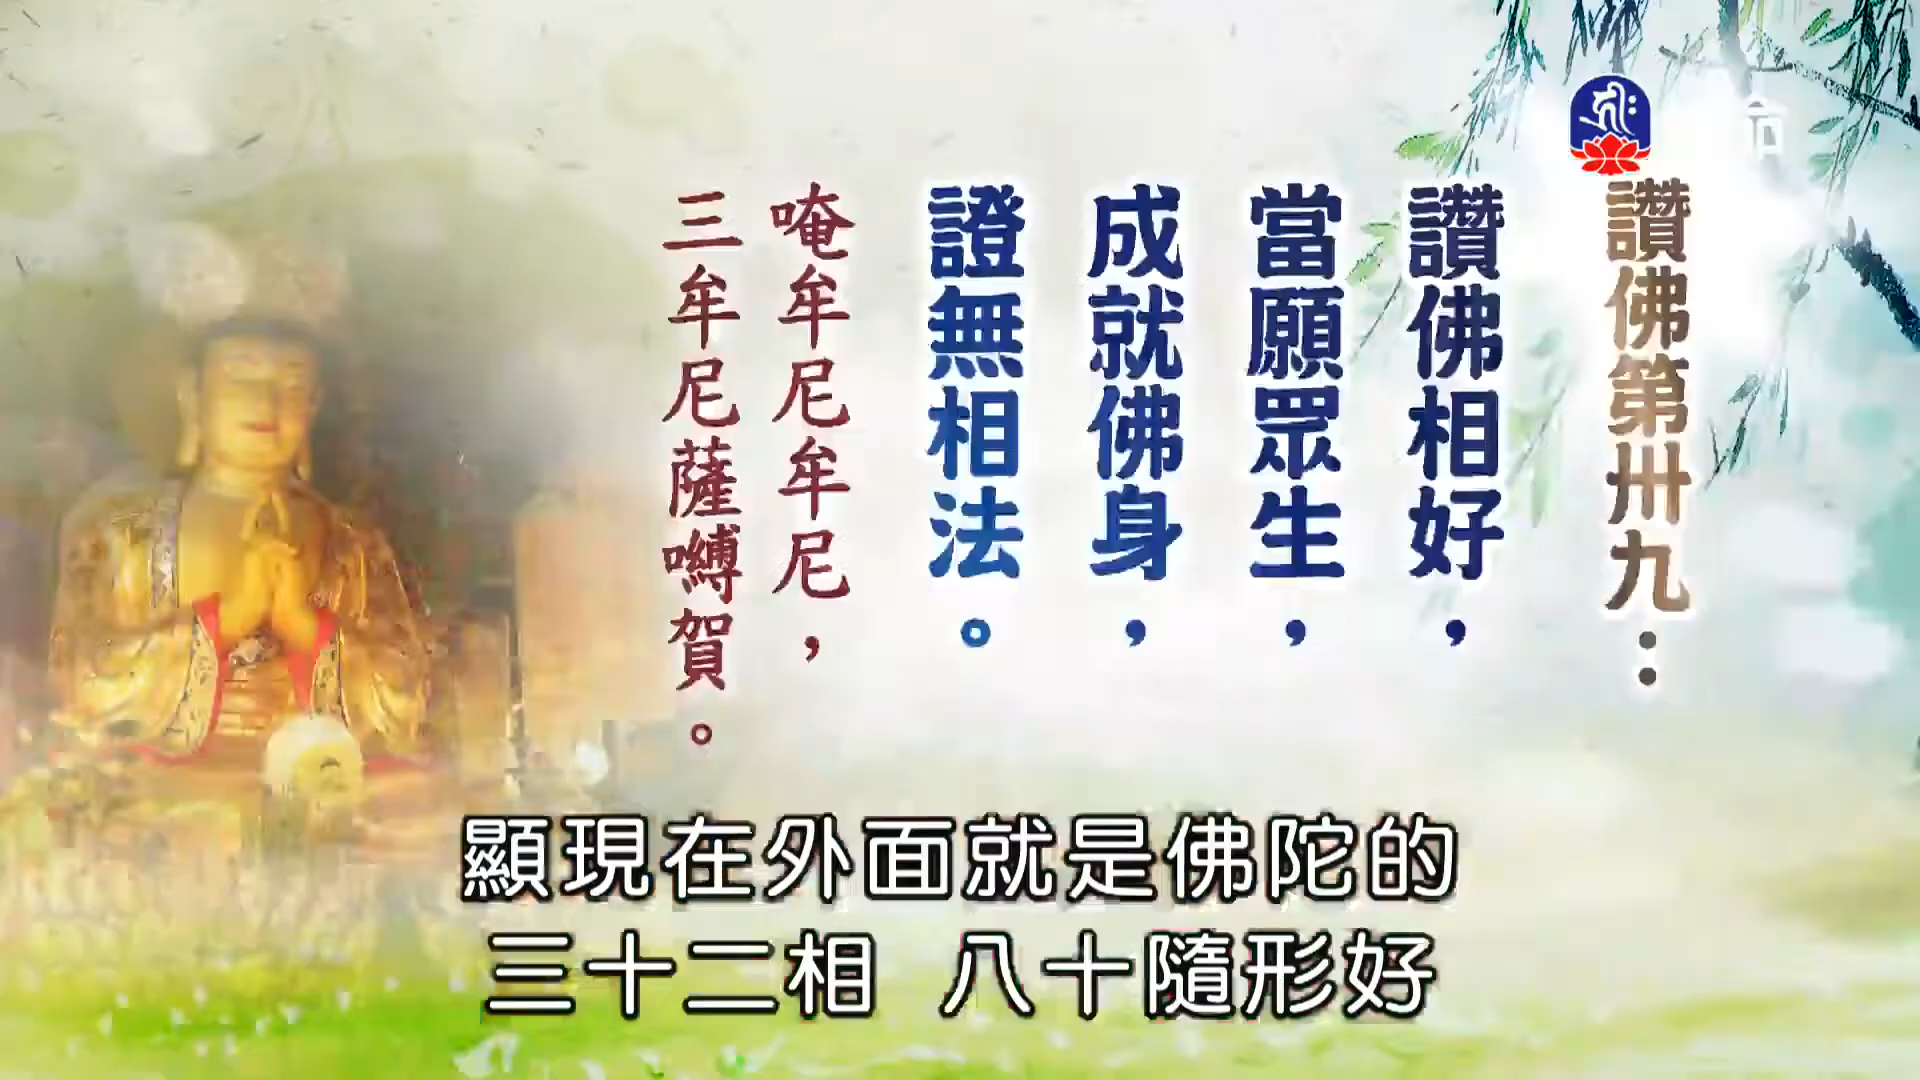 讚佛第卅九：
讚佛相好，
當願眾生，
成就佛身，
證無相法。
唵牟尼牟尼，
三牟尼薩嚩賀。
顯現在外面就是佛陀的
三十二相 八十隨形好